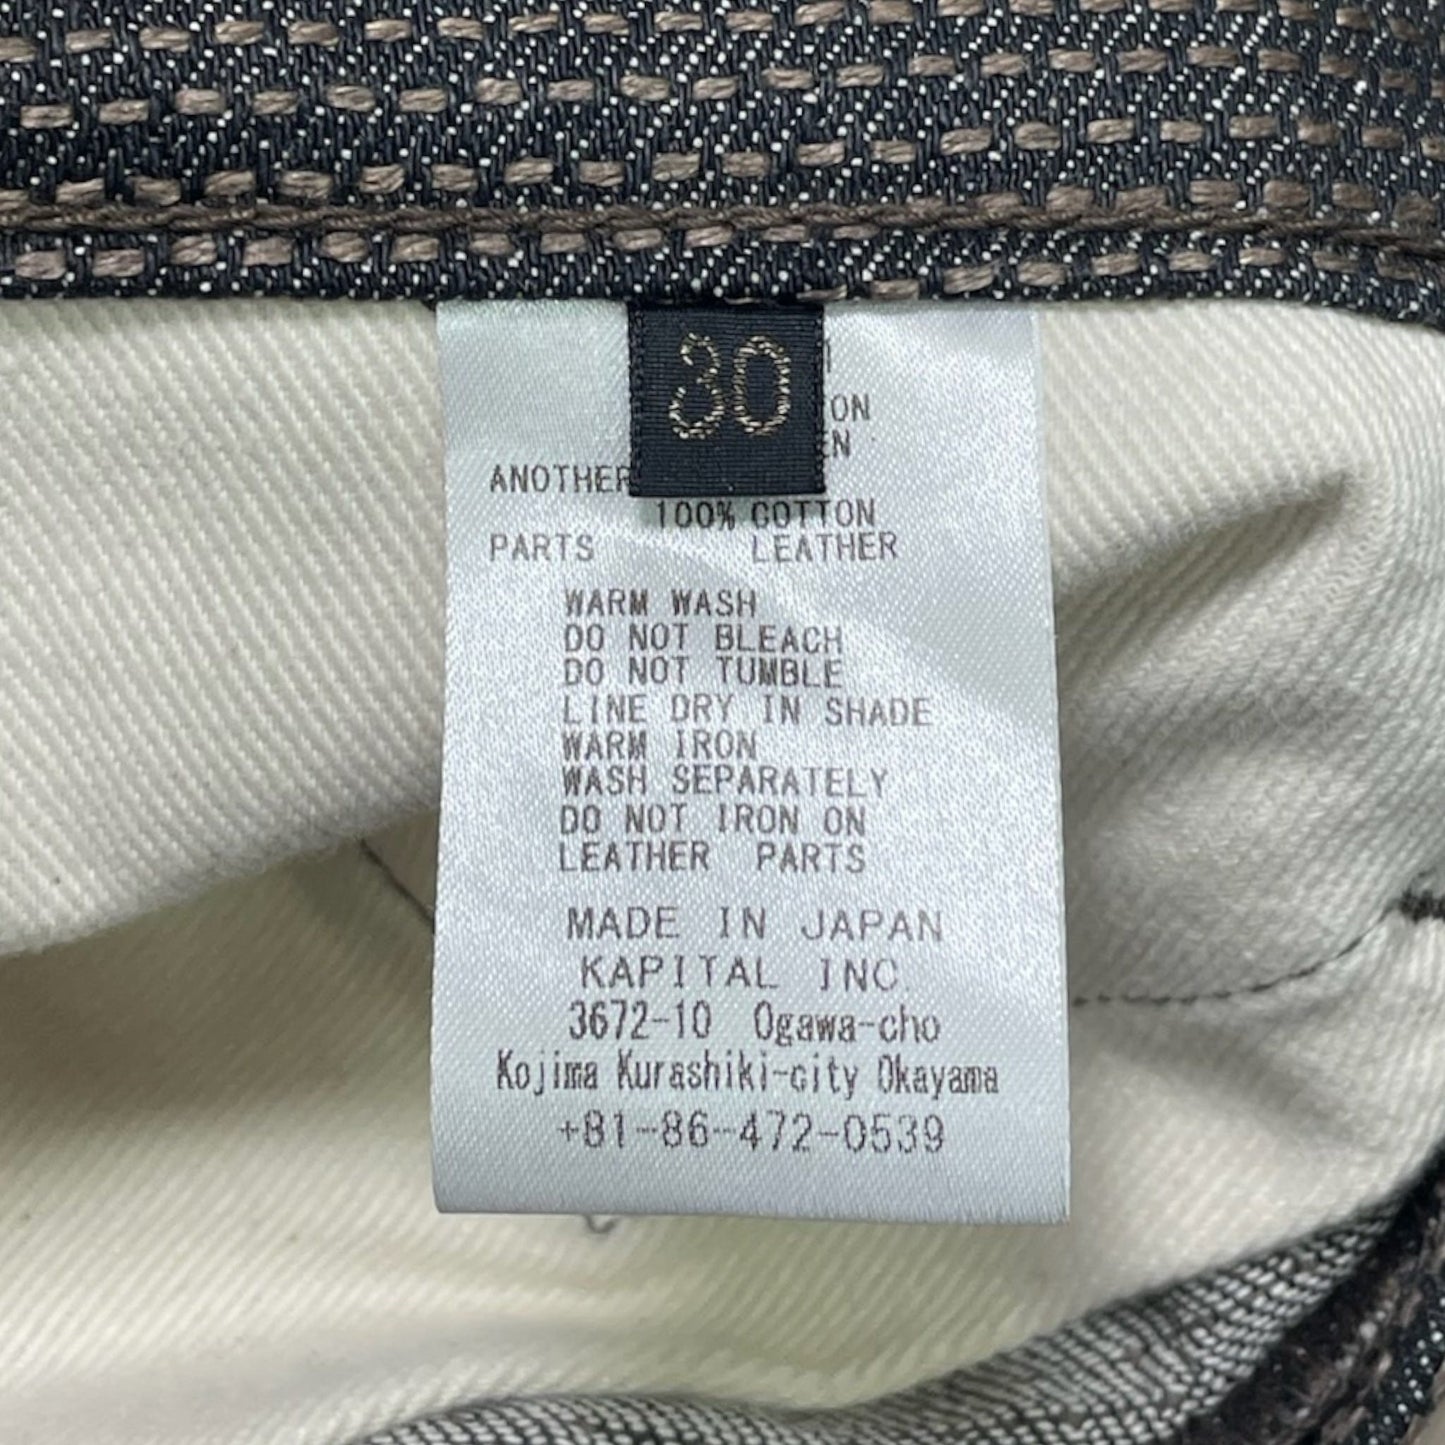 30
ANOTHER
100% COTTON
PARTS LEATHER
WARM WASH
DO NOT BLEACH
DO NOT TUMBLE
LINE DRY IN SHADE
WARM IRON
WASH SEPARATELY
DO NOT IRON ON
LEATHER PARTS
MADE IN JAPAN
KAPITAL INC.
3672-10 Ogawa-cho
Kojima Kurashiki-city Okayama
+81-86-472-0539